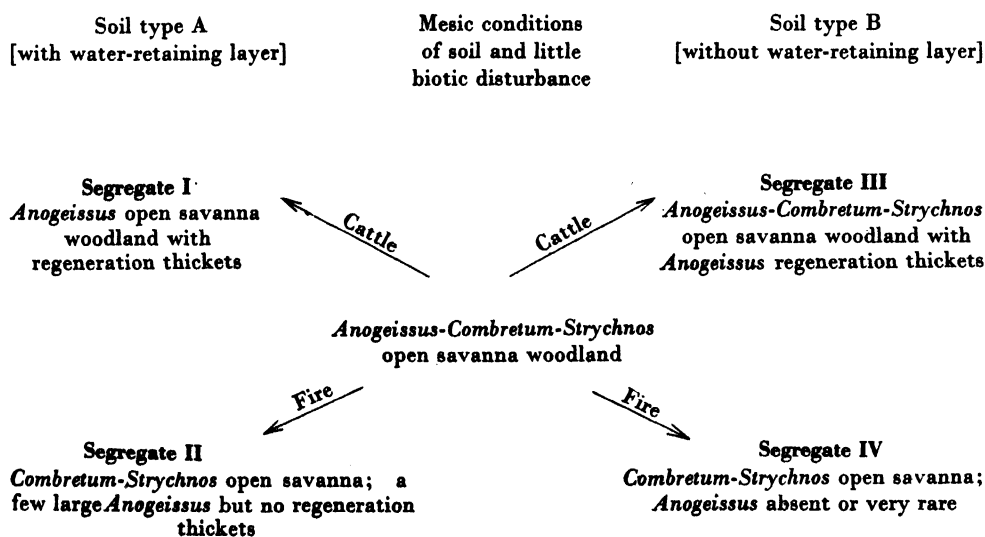 Soil type A
[with water-retaining layer]
Mesic conditions
of soil and little
biotic disturbance
Soil type B
[without water-retaining layer]
Segregate I
Anogeissus open savanna
woodland with
regeneration thickets
Cattle
Cattle
Segregate III
Anogeissus-Combretum-Strychnos
open savanna woodland with
Anogeissus regeneration thickets
Anogeissus-Combretum-Strychnos
open savanna woodland
Fire
Fire
Segregate II
Combretum-Strychnos open savanna; a
few large Anogeissus but no regeneration
thickets
Segregate IV
Combretum-Strychnos open savanna;
Anogeissus absent or very rare